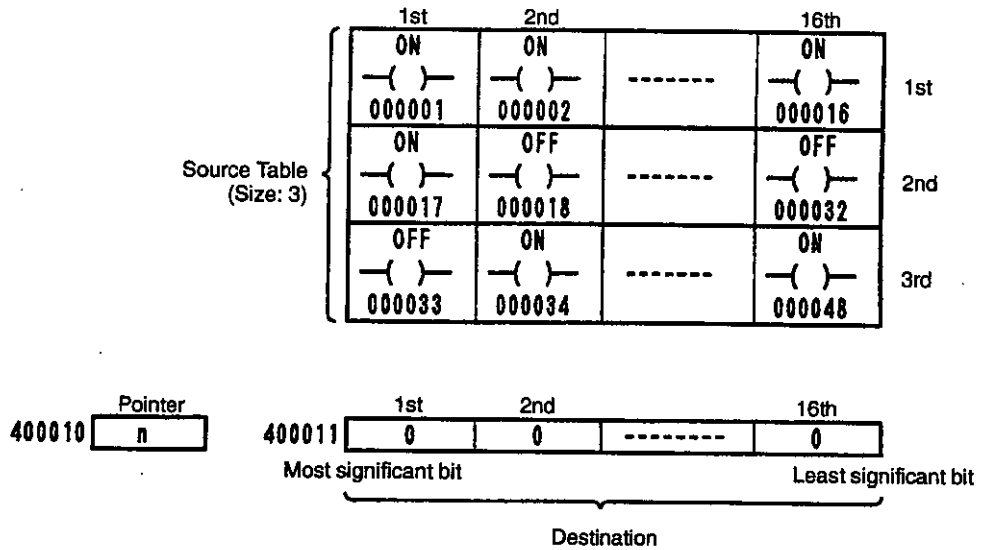 1st 2nd 16th
ON ON ON
000001 000002 000016 1st
ON OFF OFF
000017 000018 000032 2nd
Source Table
(Size: 3)
OFF ON ON
000033 000034 000048 3rd
Pointer 1st 2nd 16th
400010 n 400011 0 0 0
Most significant bit Least significant bit
Destination